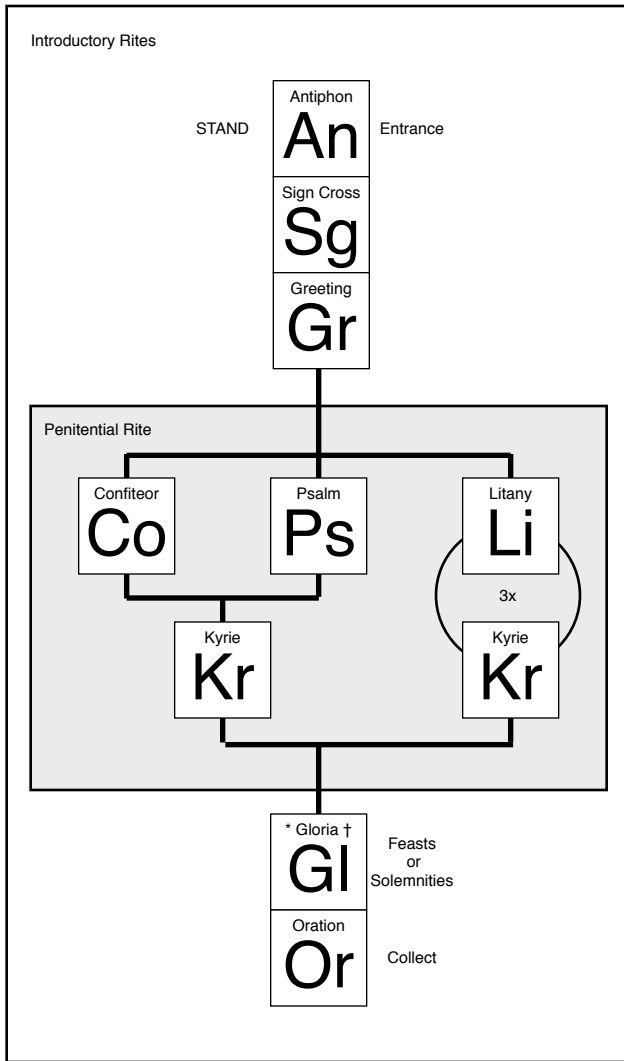 Introductory Rites
Antiphon
STAND
An
Entrance
Sign Cross
Sg
Greeting
Gr
Penitential Rite
Confiteor
Co
Psalm
Ps
Litany
Li
3x
Kyrie
Kr
Kyrie
Kr
* Gloria †
Gl
Feasts
or
Solemnities
Oration
Or
Collect